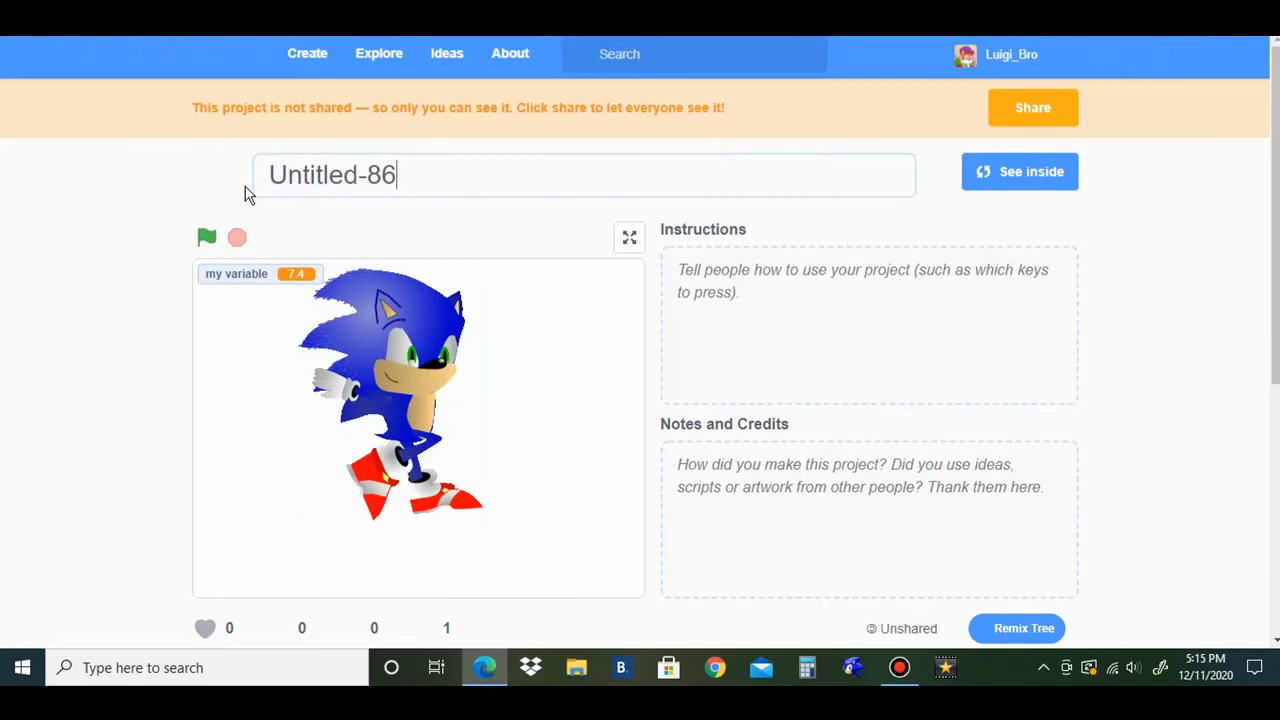 Create Explore Ideas About Search Luigi_Bro
This project is not shared — so only you can see it. Click share to let everyone see it! Share
Untitled-86 See inside
Instructions
my variable 7.4
Tell people how to use your project (such as which keys
to press).
Notes and Credits
How did you make this project? Did you use ideas,
scripts or artwork from other people? Thank them here.
0 0 0 1 Unshared Remix Tree
Type here to search B. 5:15 PM
12/11/2020